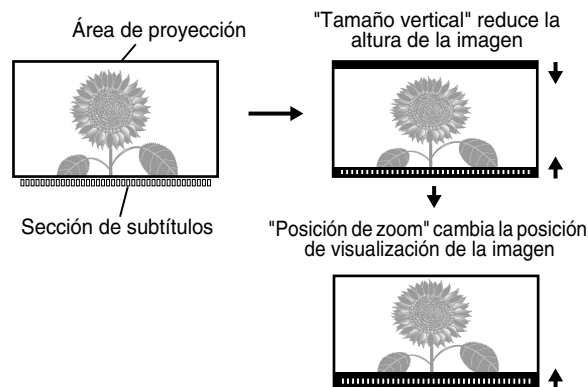 Área de proyección
Sección de subtítulos
"Tamaño vertical" reduce la
altura de la imagen
"Posición de zoom" cambia la posición
de visualización de la imagen